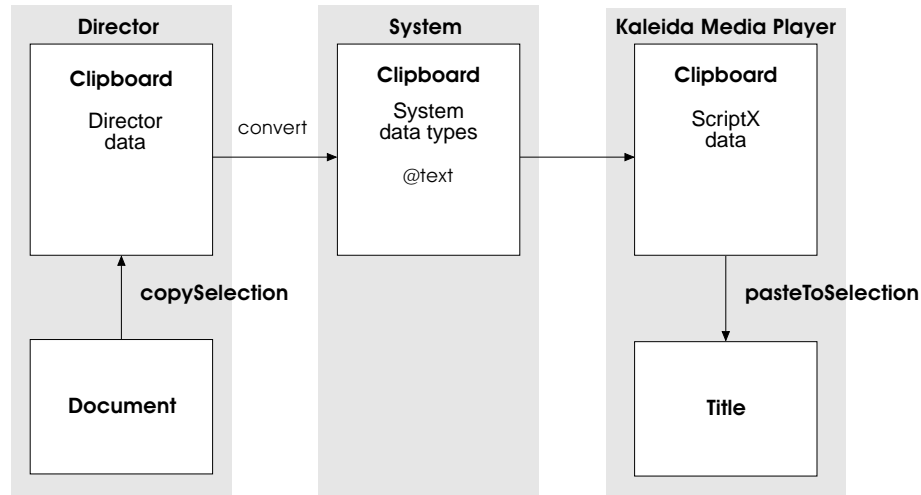 Director
System
Kaleida Media Player
Clipboard
Director
data
convert
Clipboard
System
data types
@text
Clipboard
ScriptX
data
copySelection
pasteToSelection
Document
Title